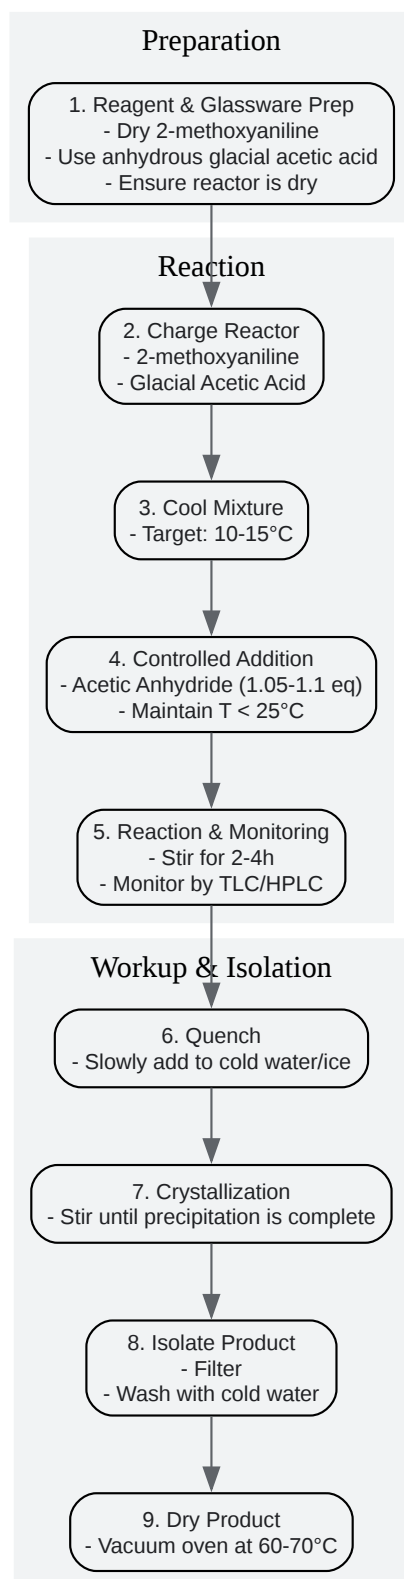 Preparation
1. Reagent & Glassware Prep
- Dry 2-methoxyaniline
- Use anhydrous glacial acetic acid
- Ensure reactor is dry
Reaction
2. Charge Reactor
- 2-methoxyaniline
- Glacial Acetic Acid
3. Cool Mixture
- Target: 10-15°C
4. Controlled Addition
- Acetic Anhydride (1.05-1.1 eq)
- Maintain T < 25°C
5. Reaction & Monitoring
- Stir for 2-4h
- Monitor by TLC/HPLC
Workup & Isolation
6. Quench
- Slowly add to cold water/ice
7. Crystallization
- Stir until precipitation is complete
8. Isolate Product
- Filter
- Wash with cold water
9. Dry Product
- Vacuum oven at 60-70°C